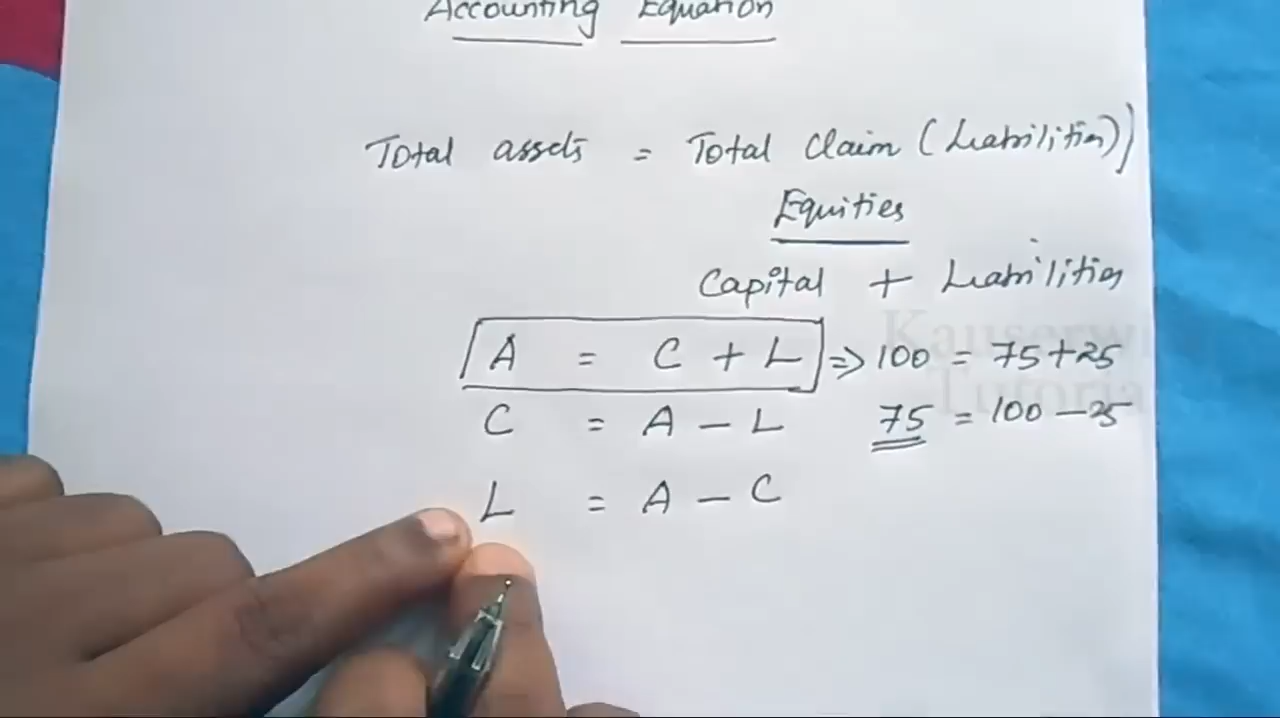 Accounting Equation
Total assets = Total Claim (Liabilities))
Equities
Capital + Liabilities
A = C + L => 100 = 75+25
C = A - L 75 = 100 - 25
L = A - C